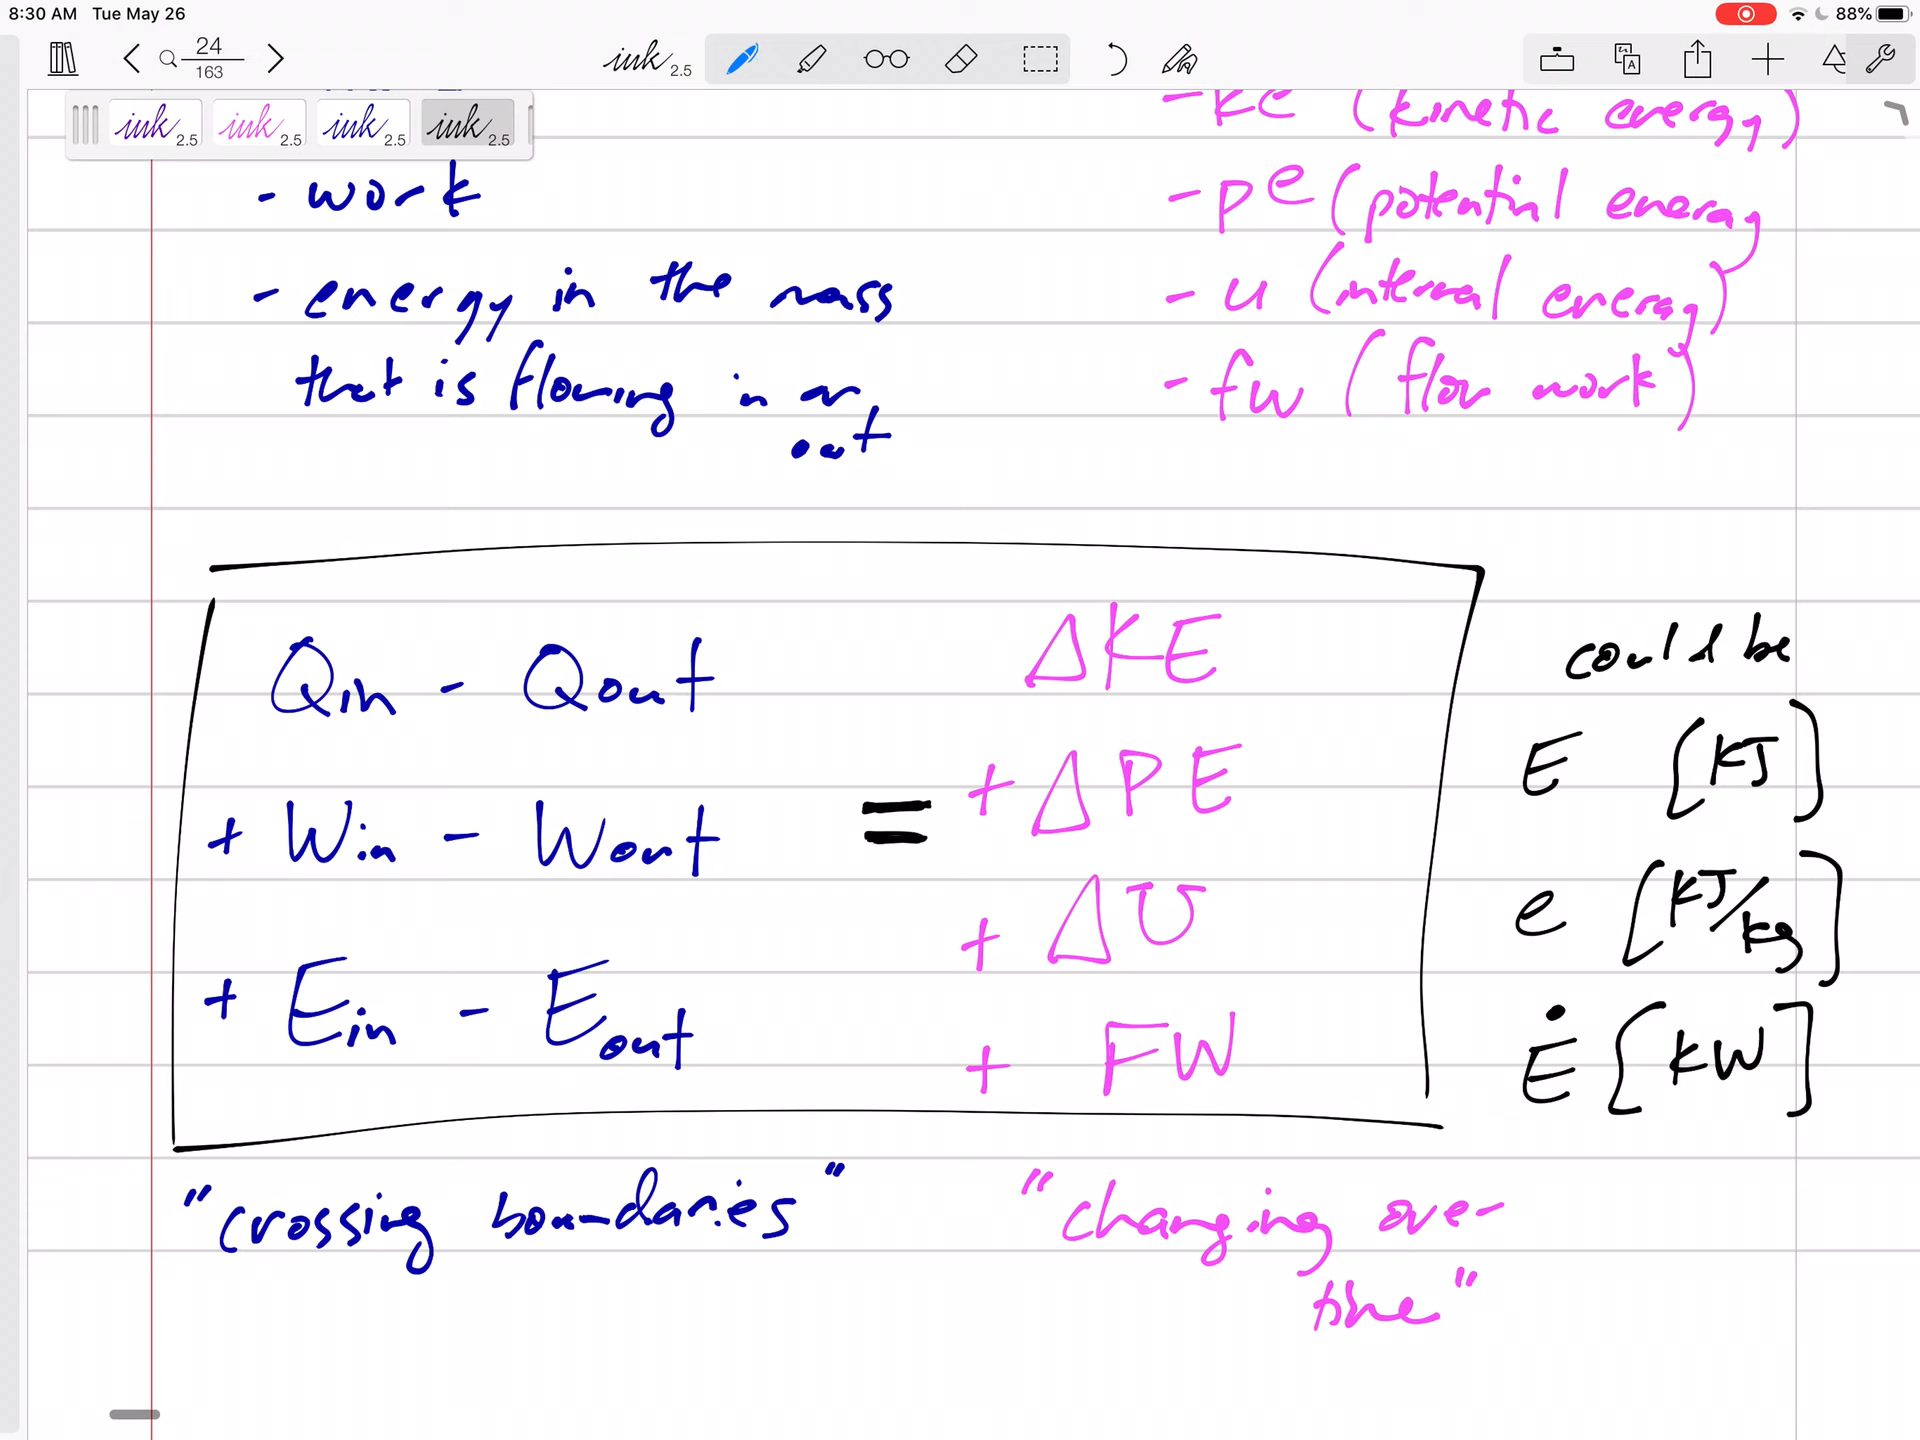 8:30 AM Tue May 26
88%
24
163
ink 2.5
ink 2.5
ink 2.5
ink 2.5
ink 2.5
- ke (kinetic energy)
- work
- pe (potential energy
- energy in the mass
- u (internal energy)
that is flowing in or
out
- fw (flow work)
Qin - Qout
+ Win - Wout
+ Ein - Eout
=
ΔKE
+ ΔPE
+ ΔU
+ FW
could be
E [KJ]
e [KJ/kg]
Ė [KW]
"crossing boundaries"
"changing over
time"